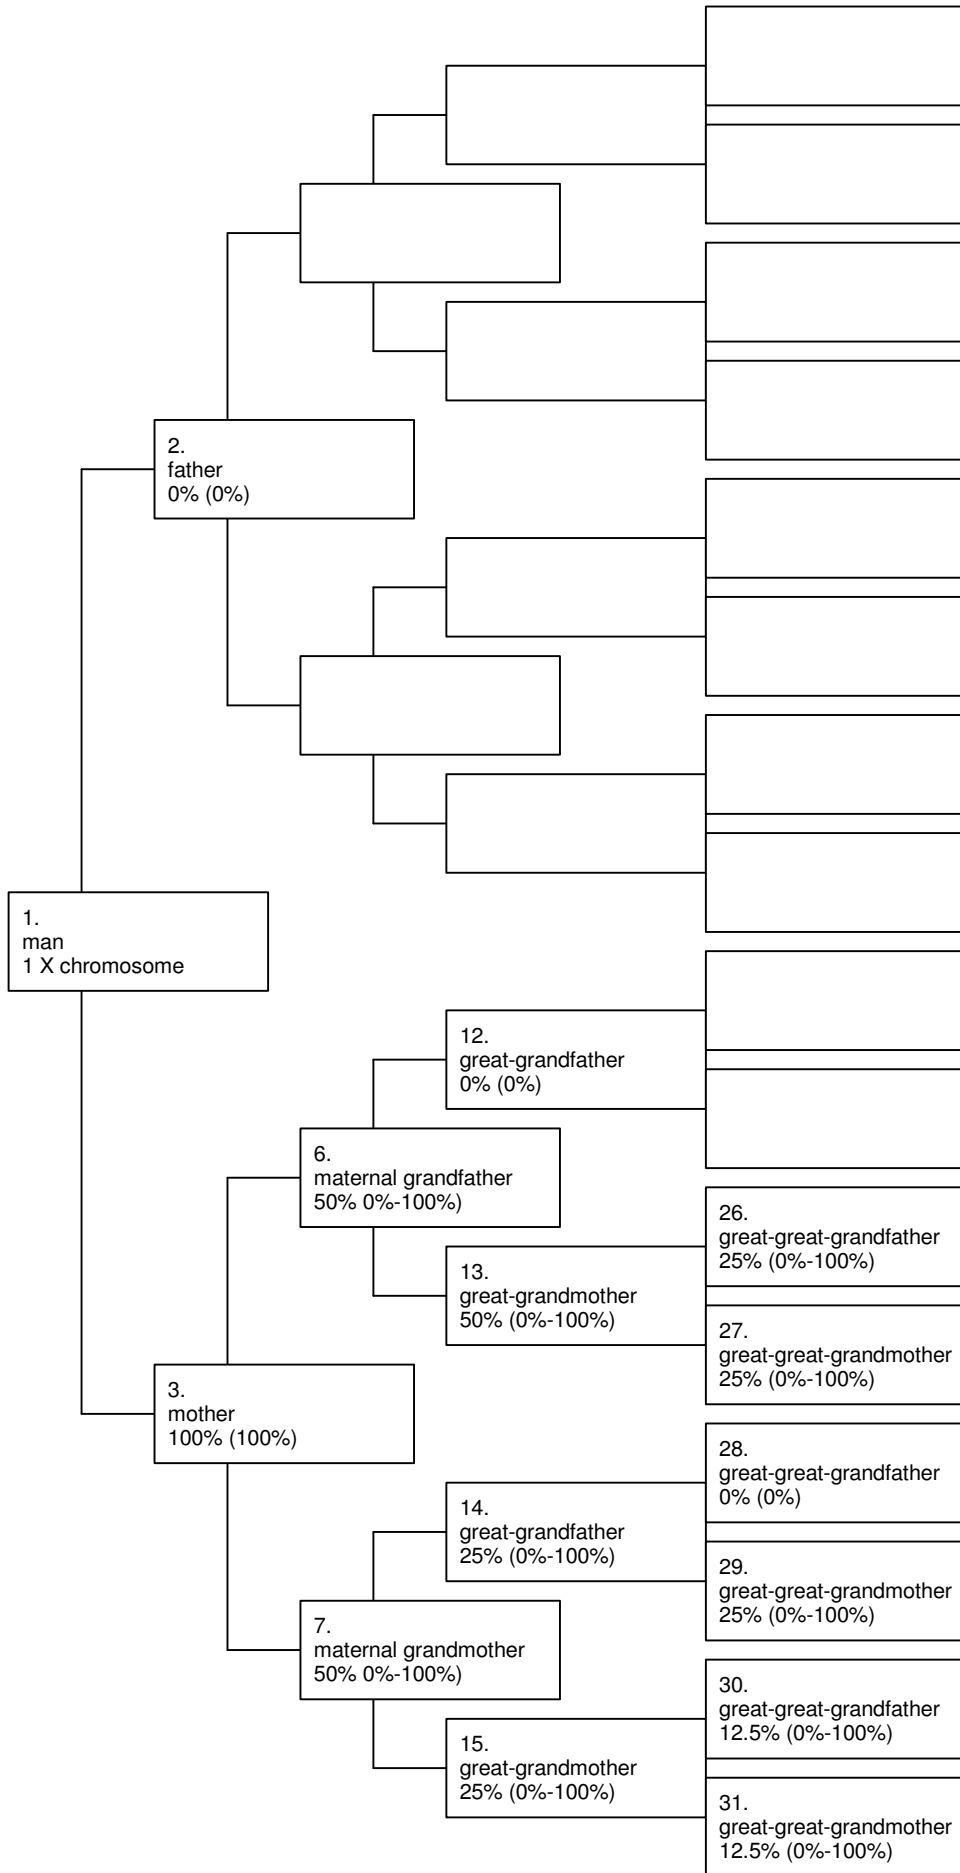 2.
father
0% (0%)
1.
man
1 X chromosome
12.
great-grandfather
0% (0%)
6.
maternal grandfather
50% 0%-100%)
26.
great-great-grandfather
25% (0%-100%)
13.
great-grandmother
50% (0%-100%)
27.
great-great-grandmother
25% (0%-100%)
3.
mother
100% (100%)
28.
great-great-grandfather
0% (0%)
14.
great-grandfather
25% (0%-100%)
29.
great-great-grandmother
25% (0%-100%)
7.
maternal grandmother
50% 0%-100%)
30.
great-great-grandfather
12.5% (0%-100%)
15.
great-grandmother
25% (0%-100%)
31.
great-great-grandmother
12.5% (0%-100%)